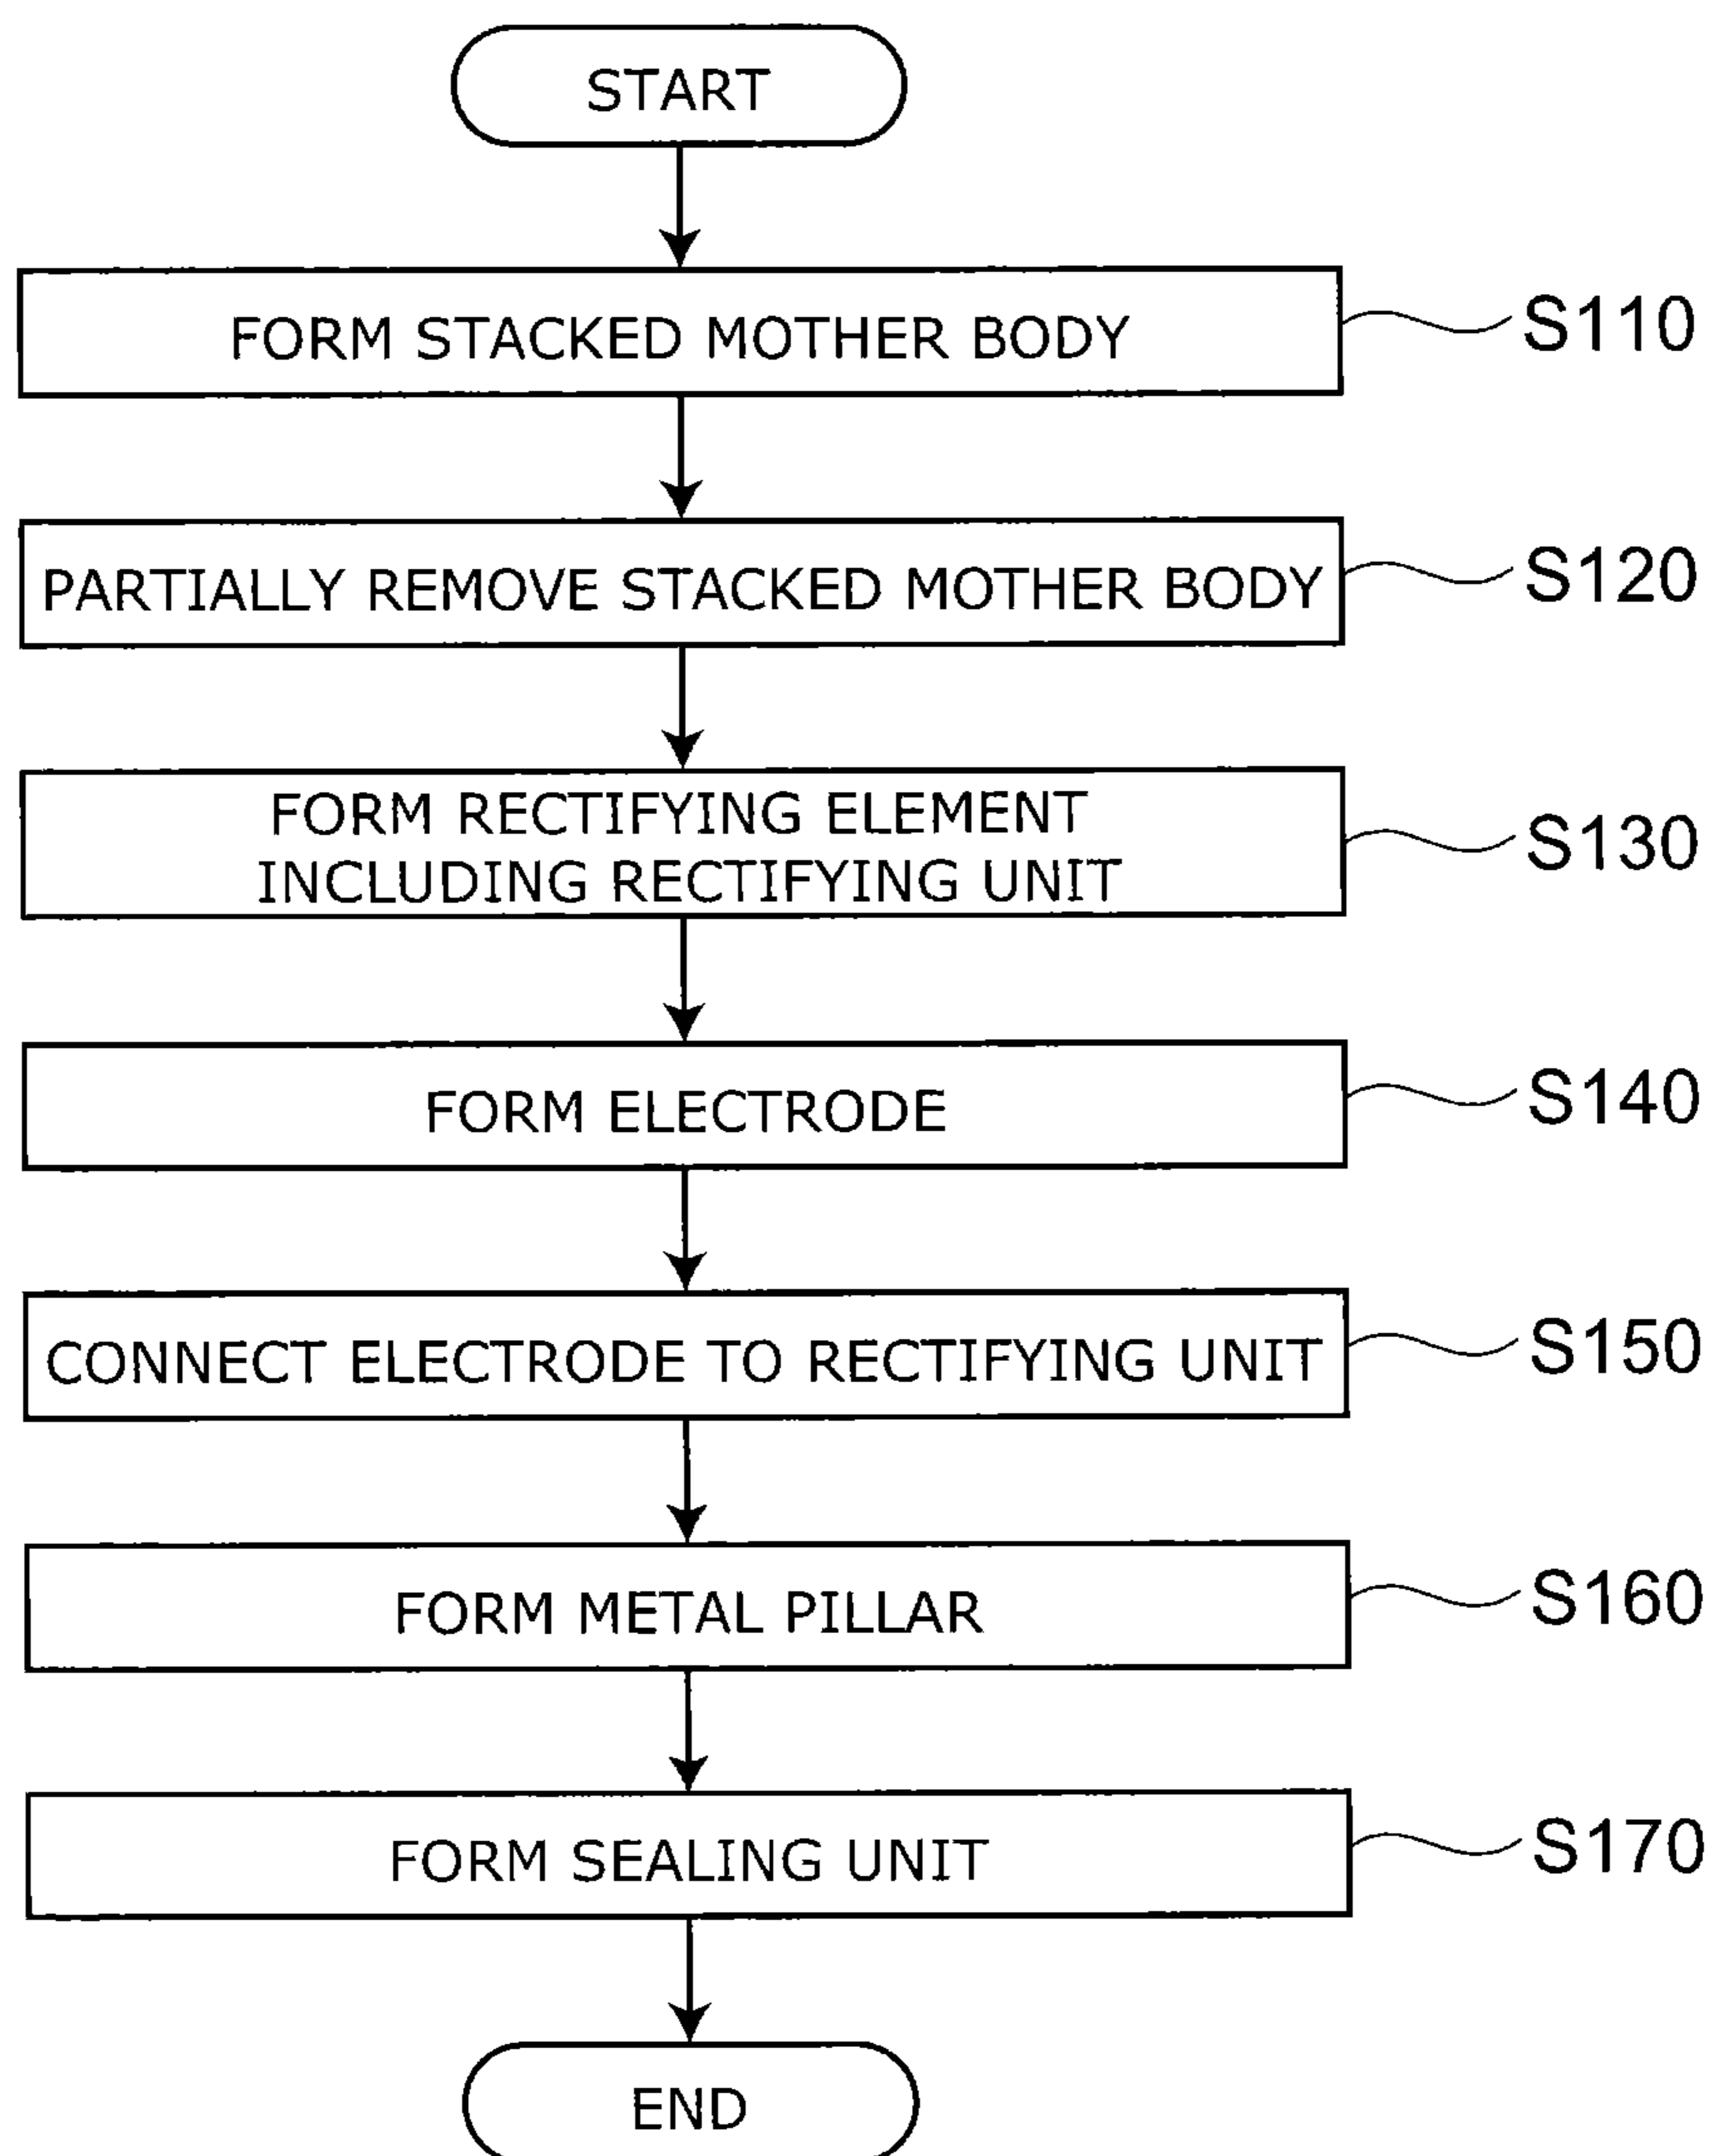 START
FORM STACKED MOTHER BODY
S110
PARTIALLY REMOVE STACKED MOTHER BODY
S120
FORM RECTIFYING ELEMENT
INCLUDING RECTIFYING UNIT
S130
FORM ELECTRODE
S140
CONNECT ELECTRODE TO RECTIFYING UNIT
S150
FORM METAL PILLAR
S160
FORM SEALING UNIT
S170
END